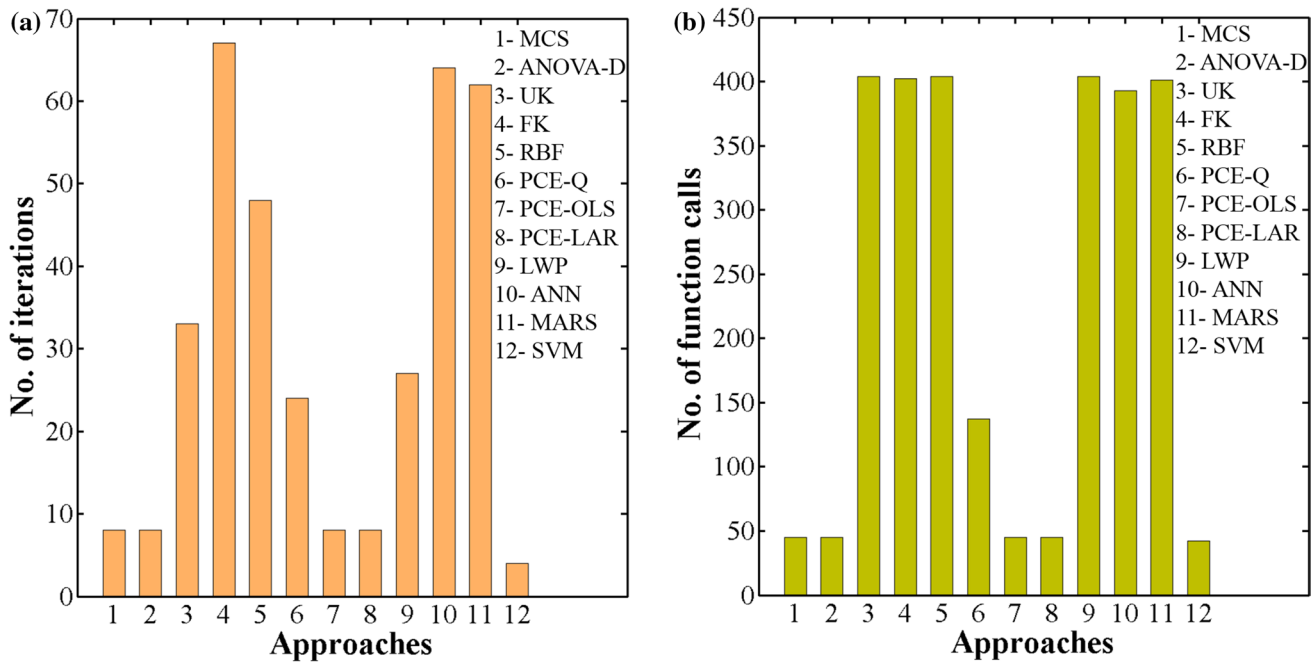 (a)
No. of iterations
70
60
50
40
30
20
10
0
1- MCS
2- ANOVA-D
3- UK
4- FK
5- RBF
6- PCE-Q
7- PCE-OLS
8- PCE-LAR
9- LWP
10- ANN
11- MARS
12- SVM
1 2 3 4 5 6 7 8 9 10 11 12
Approaches
(b)
No. of function calls
450
400
350
300
250
200
150
100
50
0
1- MCS
2- ANOVA-D
3- UK
4- FK
5- RBF
6- PCE-Q
7- PCE-OLS
8- PCE-LAR
9- LWP
10- ANN
11- MARS
12- SVM
1 2 3 4 5 6 7 8 9 10 11 12
Approaches